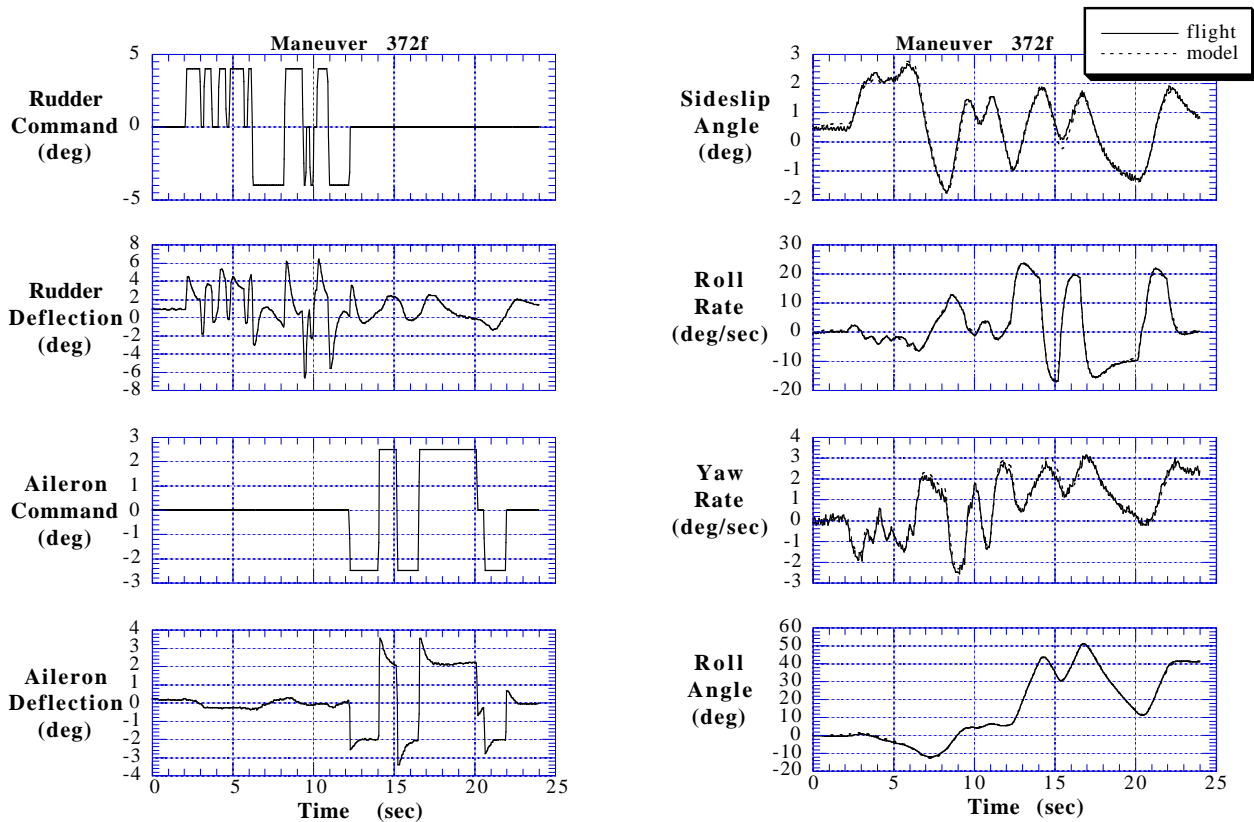 Maneuver 372f
Rudder
Command
(deg)
5
0
-5
Rudder
Deflection
(deg)
8
6
4
2
0
-2
-4
-6
-8
Aileron
Command
(deg)
3
2
1
0
-1
-2
-3
Aileron
Deflection
(deg)
4
3
2
1
0
-1
-2
-3
-4
0 5 10 15 20 25
Time (sec)
flight
model
Maneuver 372f
Sideslip
Angle
(deg)
3
2
1
0
-1
-2
Roll
Rate
(deg/sec)
30
20
10
0
-10
-20
Yaw
Rate
(deg/sec)
4
3
2
1
0
-1
-2
-3
Roll
Angle
(deg)
60
50
40
30
20
10
0
-10
-20
0 5 10 15 20 25
Time (sec)